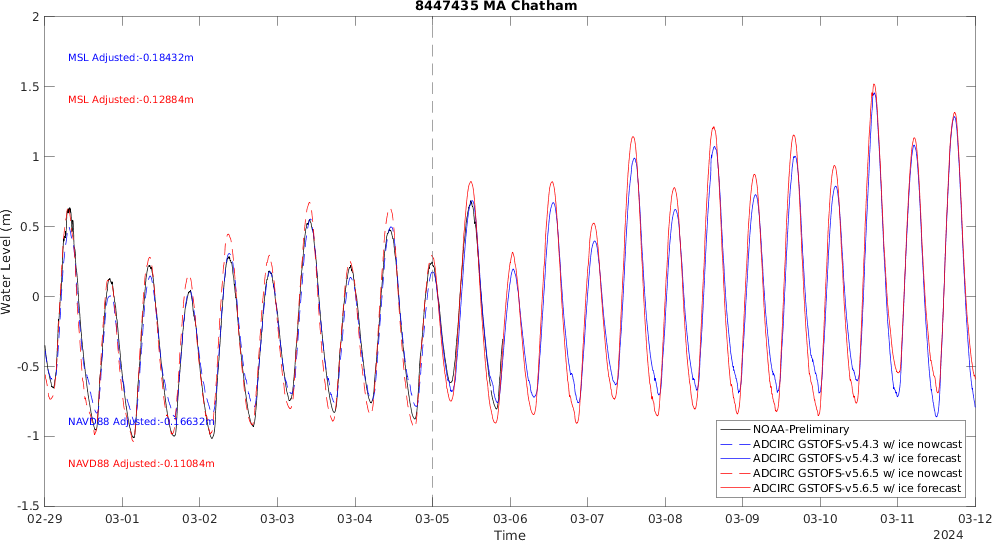 8447435 MA Chatham
2
MSL Adjusted:-0.18432m
1.5
MSL Adjusted:-0.12884m
1
0.5
Water Level (m)
0
-0.5
NAVD88 Adjusted:-0.16632m
-1
NAVD88 Adjusted:-0.11084m
-1.5
NOAA-Preliminary
ADCIRC GSTOFS-v5.4.3 w/ ice nowcast
ADCIRC GSTOFS-v5.4.3 w/ ice forecast
ADCIRC GSTOFS-v5.6.5 w/ ice nowcast
ADCIRC GSTOFS-v5.6.5 w/ ice forecast
02-29 03-01 03-02 03-03 03-04 03-05 03-06 03-07 03-08 03-09 03-10 03-11 03-12
Time
2024